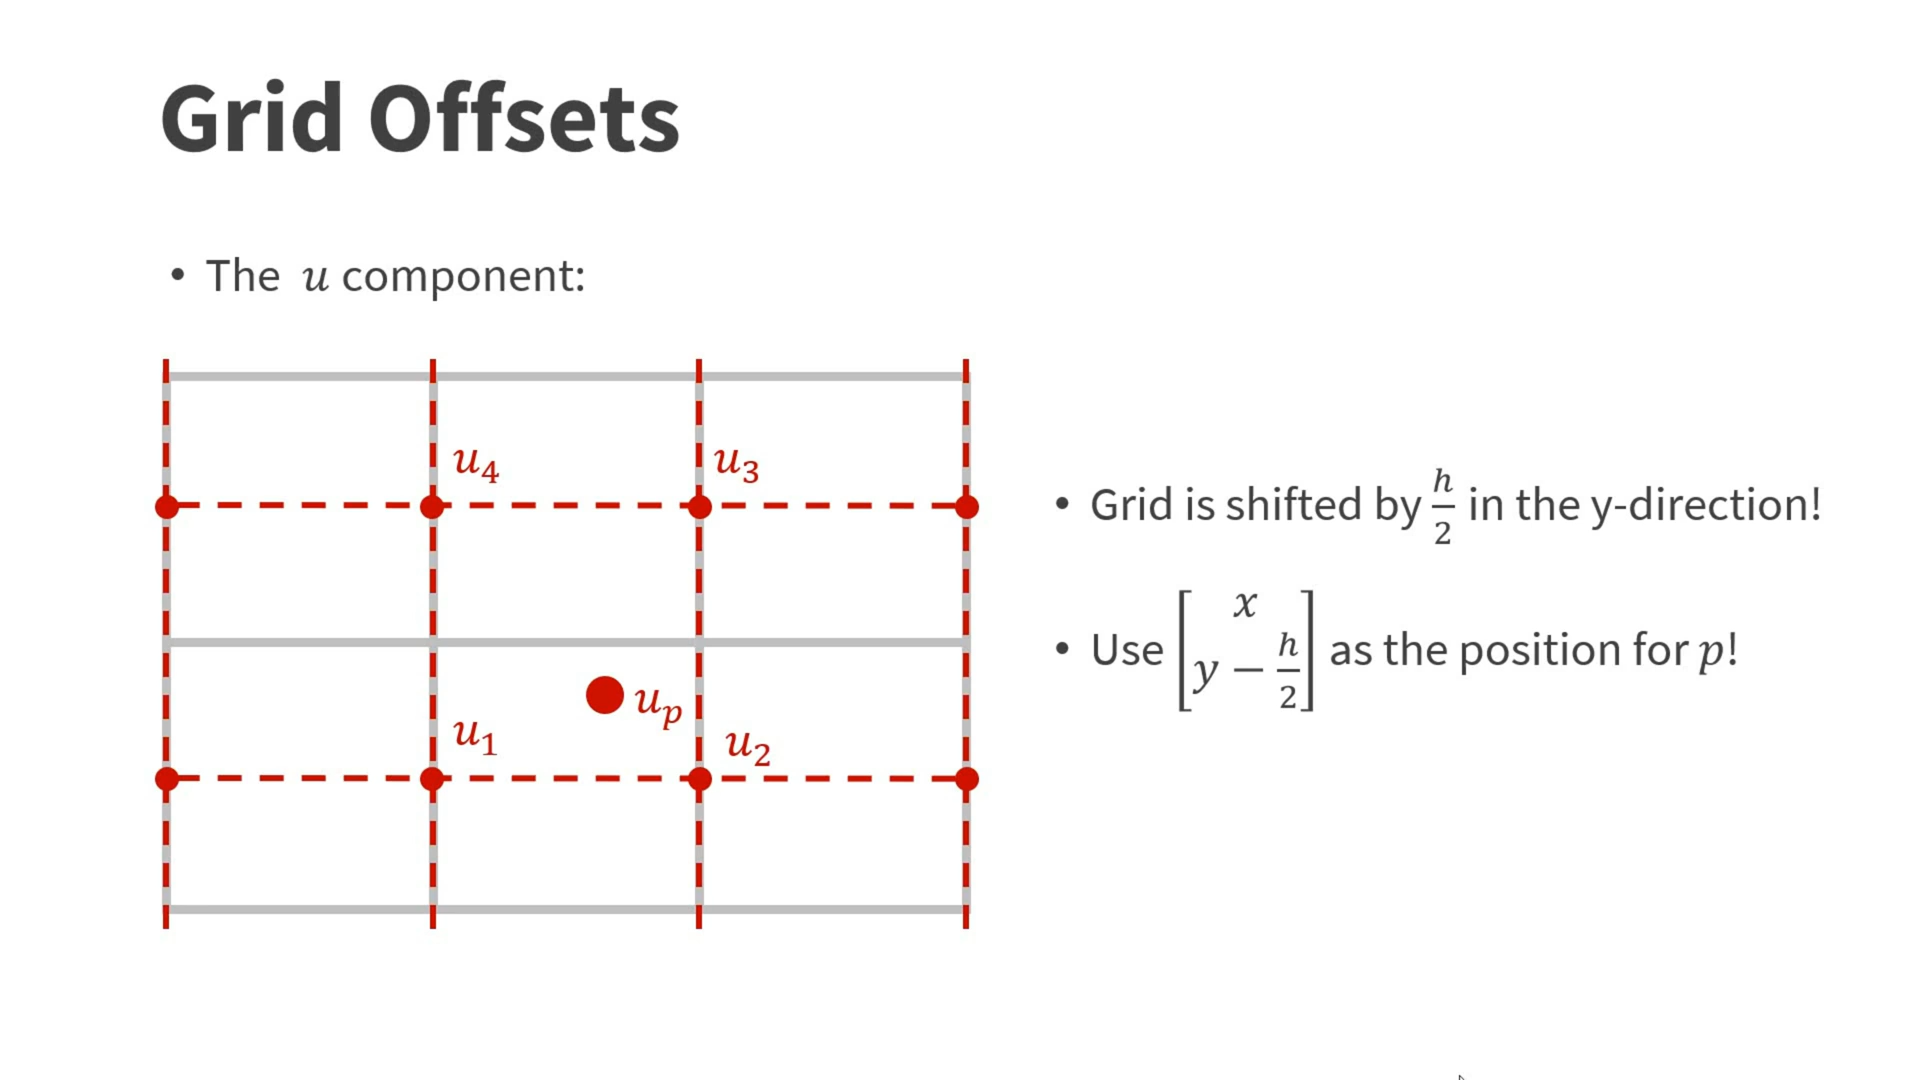 Grid Offsets
• The u component:
u₄
u₃
uₚ
u₁
u₂
• Grid is shifted by h/2 in the y-direction!
• Use [x; y − h/2] as the position for p!